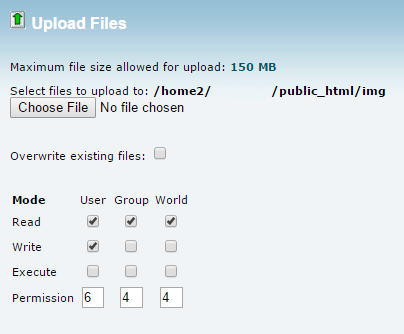 Upload Files
Maximum file size allowed for upload: 150 MB
Select files to upload to: /home2/ /public_html/img
Choose File No file chosen
Overwrite existing files:
Mode User Group World
Read
Write
Execute
Permission 6 4 4